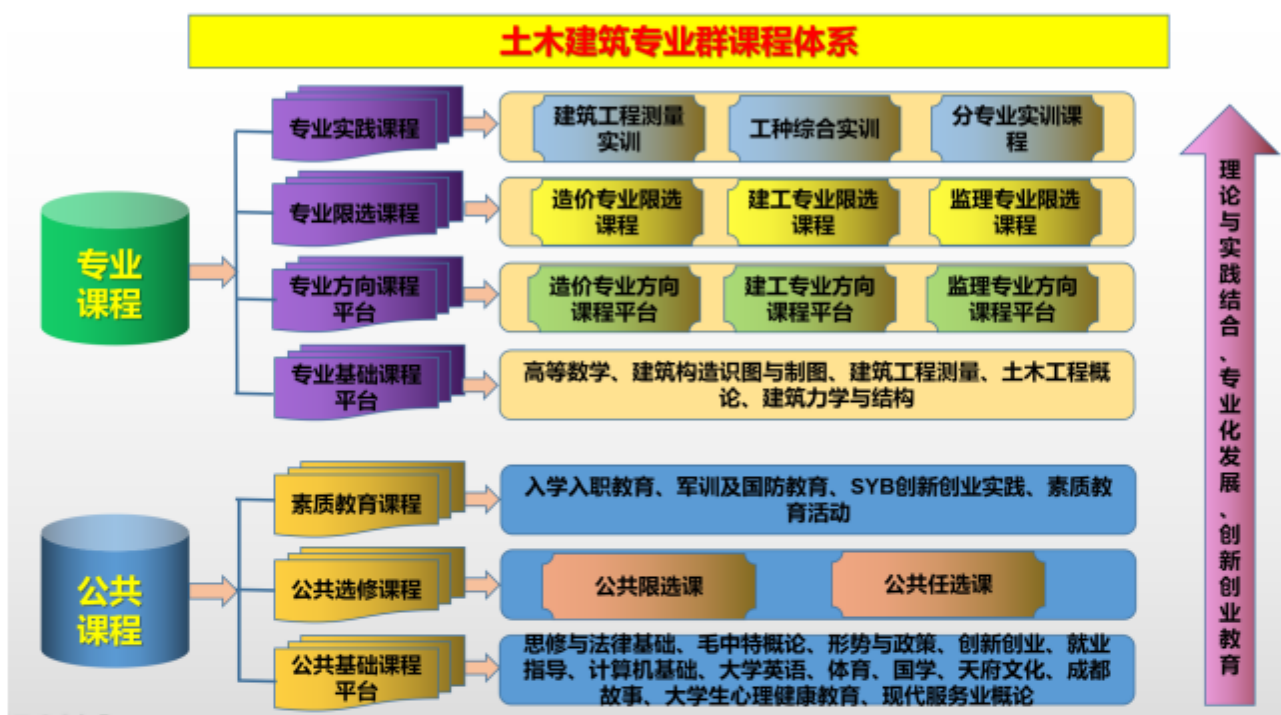 土木建筑专业群课程体系
专业
课程
专业实践课程
建筑工程测量
实训
工种综合实训
分专业实训课
程
专业限选课程
造价专业限选
课程
建工专业限选
课程
监理专业限选
课程
专业方向课程
平台
造价专业方向
课程平台
建工专业方向
课程平台
监理专业方向
课程平台
专业基础课程
平台
高等数学、建筑构造识图与制图、建筑工程测量、土木工程概
论、建筑力学与结构
公共
课程
素质教育课程
入学入职教育、军训及国防教育、SYB创新创业实践、素质教
育活动
公共选修课程
公共限选课
公共任选课
公共基础课程
平台
思修与法律基础、毛中特概论、形势与政策、创新创业、就业
指导、计算机基础、大学英语、体育、国学、天府文化、成都
故事、大学生心理健康教育、现代服务业概论
理论与实践结合、专业化发展、创新创业教育